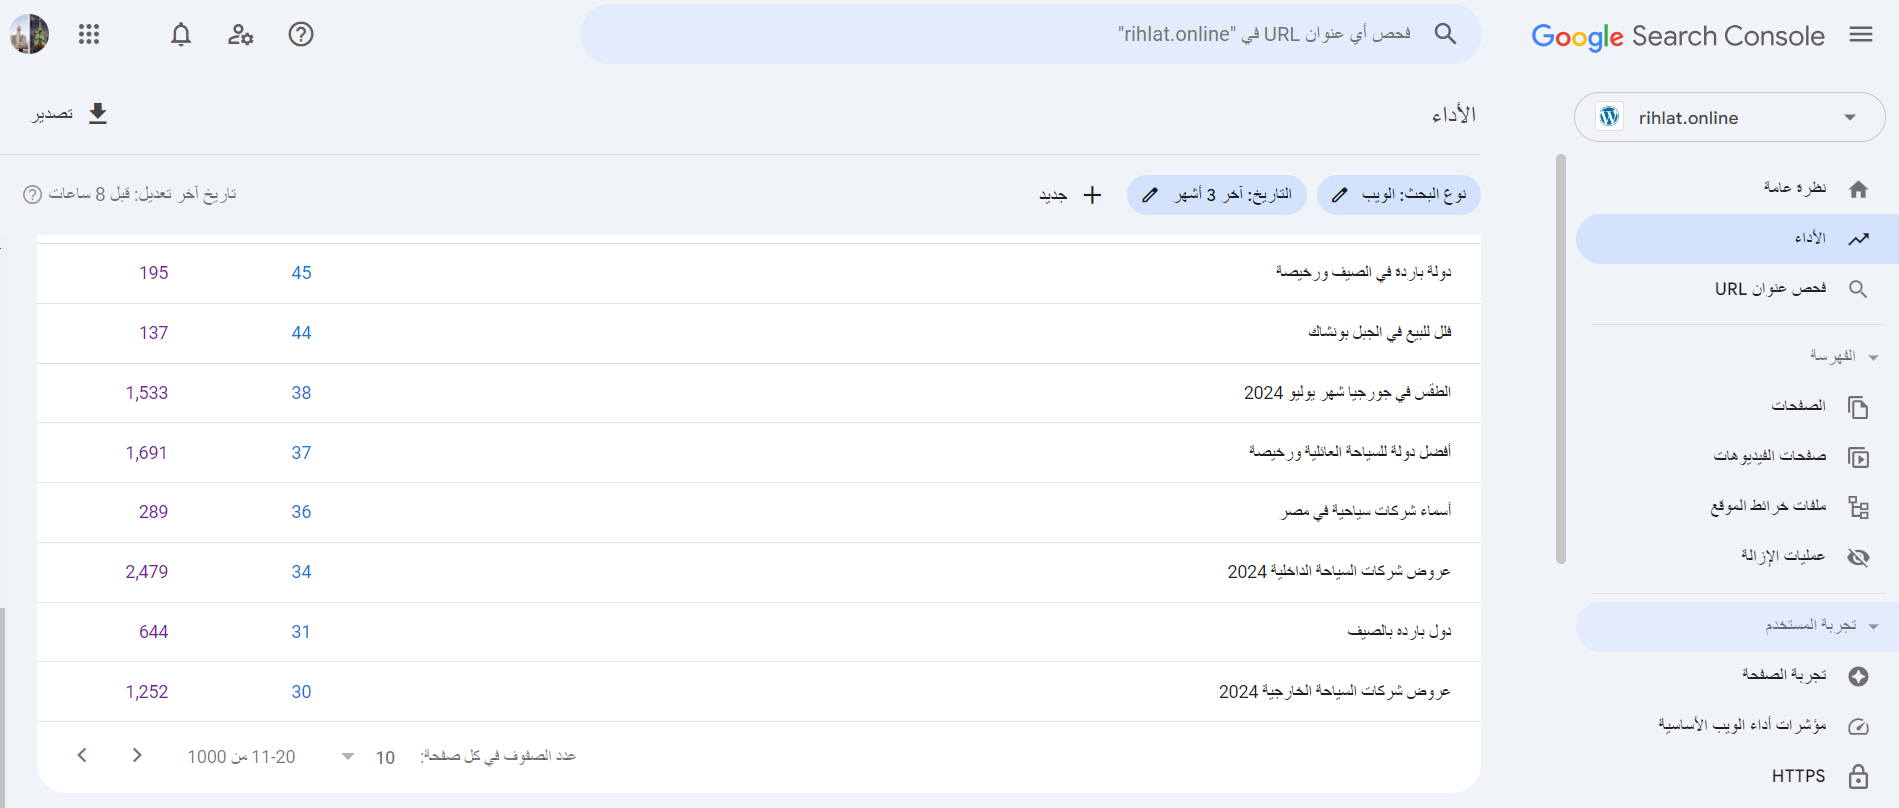 Google Search Console
فحص أي عنوان URL في "rihlat.online"
rihlat.online
نظرة عامة
الأداء
فحص عنوان URL
الفهرسة
الصفحات
صفحات الفيديوهات
ملفات خرائط الموقع
عمليات الإزالة
تجربة المستخدم
تجربة الصفحة
مؤشرات أداء الويب الأساسية
HTTPS
الأداء
تصدير
نوع البحث: الويب
التاريخ: آخر 3 أشهر
جديد
تاريخ آخر تعديل: قبل 8 ساعات
دولة باردة في الصيف ورخيصة 45 195
فلل للبيع في الجبل بونشاك 44 137
الطقس في جورجيا شهر يوليو 2024 38 1,533
أفضل دولة للسياحة العائلية ورخيصة 37 1,691
أسماء شركات سياحية في مصر 36 289
عروض شركات السياحة الداخلية 2024 34 2,479
دول بارده بالصيف 31 644
عروض شركات السياحة الخارجية 2024 30 1,252
عدد الصفوف في كل صفحة: 10 11-20 من 1000